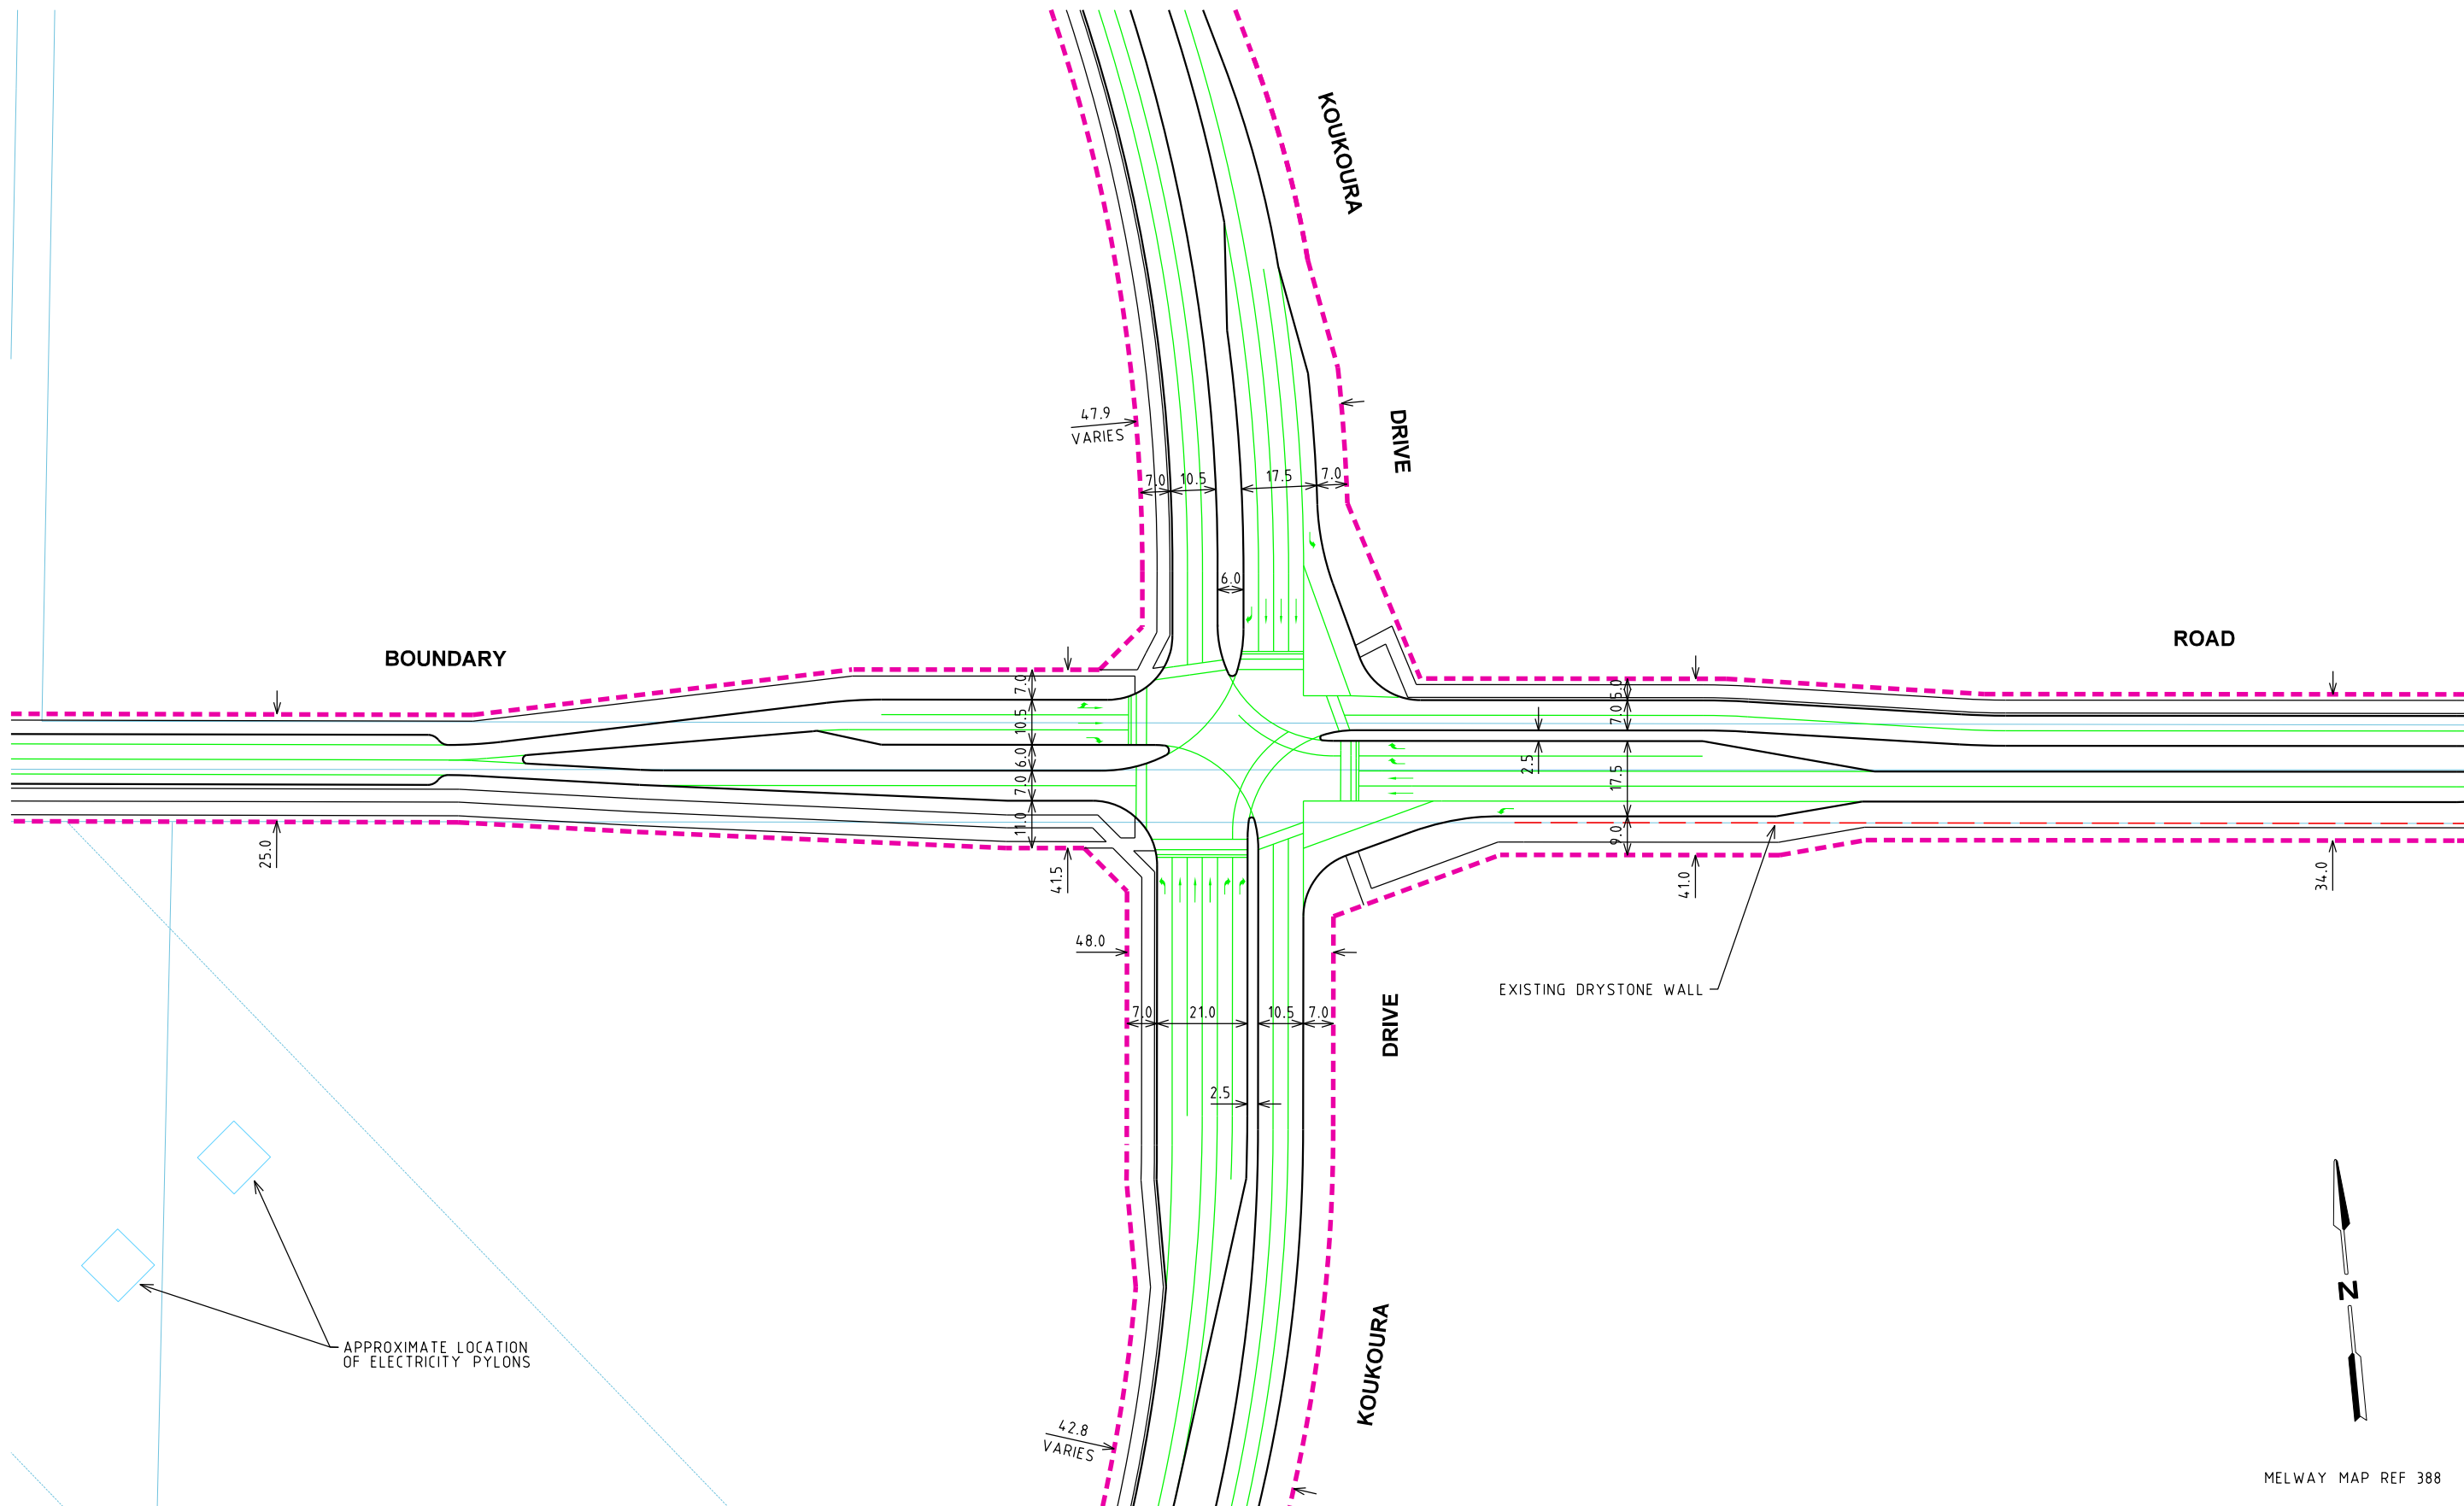 KOUKOURA
DRIVE
47.9
VARIES
7.0
10.5
17.5
7.0
6.0
BOUNDARY
ROAD
7.0
10.5
6.0
7.0
11.0
5.0
7.0
2.5
17.5
9.0
25.0
41.5
41.0
34.0
48.0
EXISTING DRYSTONE WALL
7.0
21.0
10.5
7.0
DRIVE
2.5
KOUKOURA
APPROXIMATE LOCATION
OF ELECTRICITY PYLONS
42.8
VARIES
N
MELWAY MAP REF 388